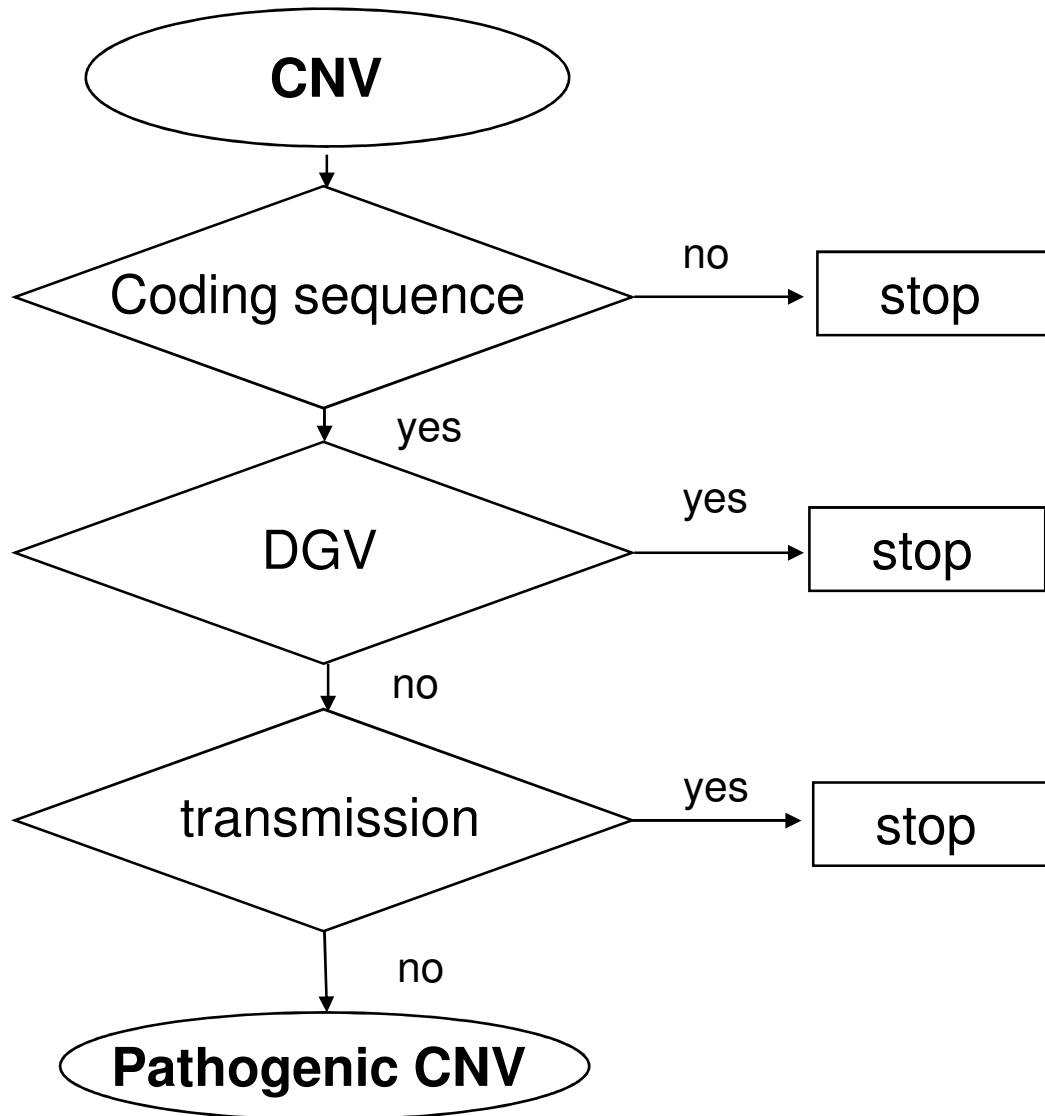 CNV
Coding sequence
no
stop
yes
DGV
yes
stop
no
transmission
yes
stop
no
Pathogenic CNV